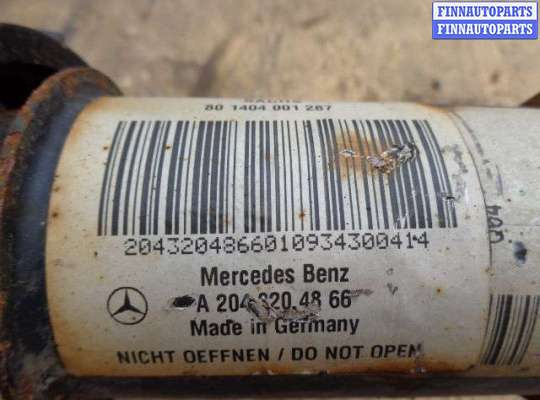 FINNAUTOPARTS
FINNAUTOPARTS
80 1404 001 287
2043204866010934300414
Mercedes Benz
A 204 320 48 66
Made in Germany
NICHT OEFFNEN / DO NOT OPEN